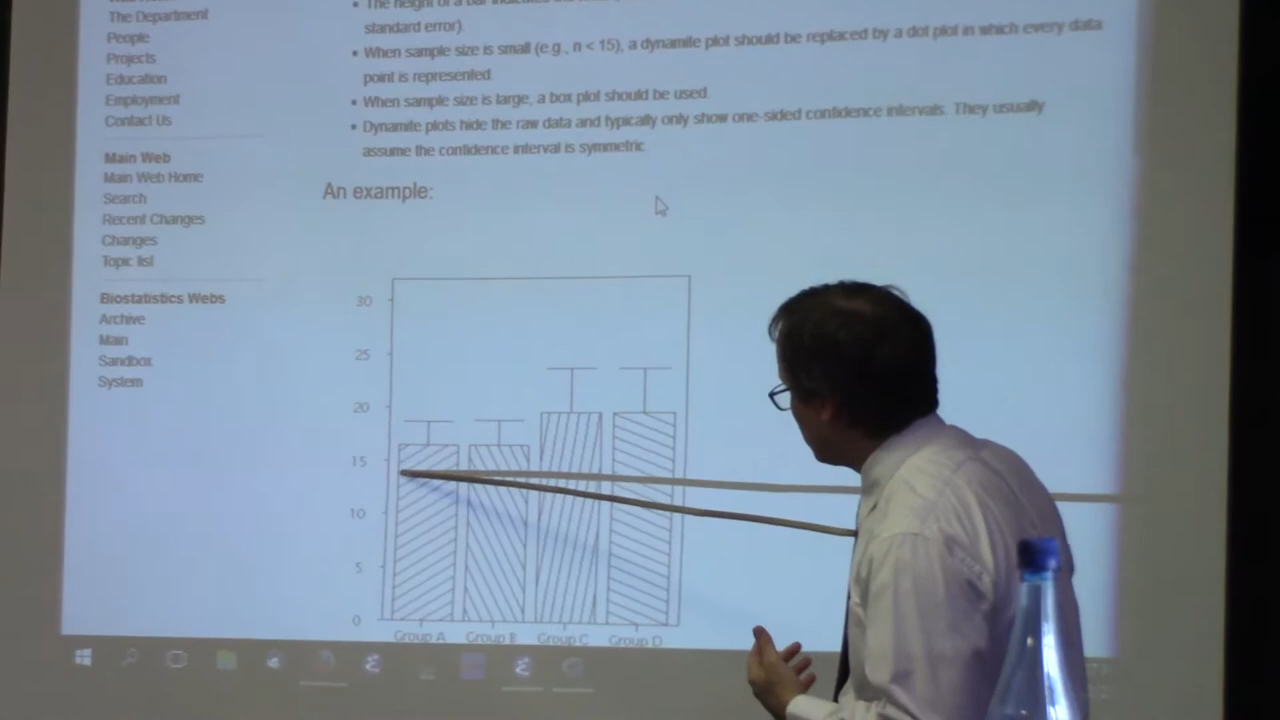 The Department
People
Projects
Education
Employment
Contact Us
Main Web
Main Web Home
Search
Recent Changes
Changes
Topic list
Biostatistics Webs
Archive
Main
Sandbox
System
The height of a bar indicates the
standard error).
When sample size is small (e.g., n < 15), a dynamite plot should be replaced by a dot plot in which every data
point is represented.
When sample size is large, a box plot should be used.
Dynamite plots hide the raw data and typically only show one-sided confidence intervals. They usually
assume the confidence interval is symmetric.
An example:
30
25
20
15
10
5
0
Group A Group B Group C Group D